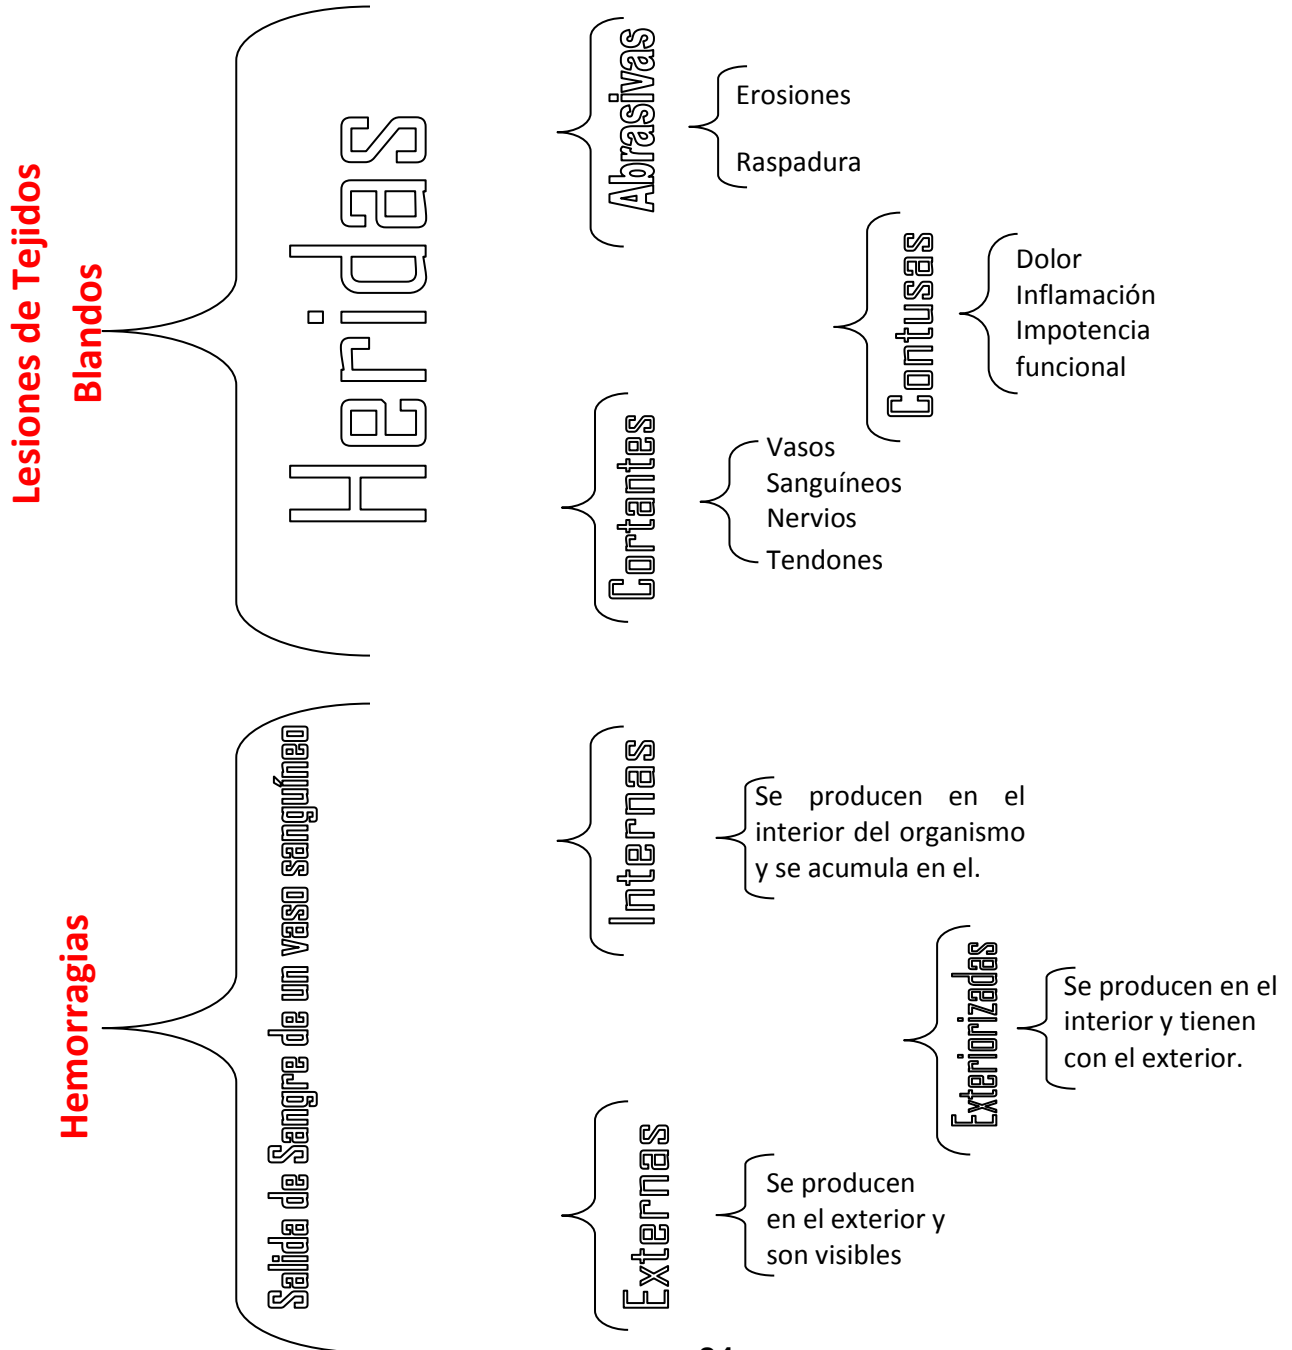 Lesiones de Tejidos
Blandos
Heridas
Abrasivas
Erosiones
Raspadura
Contusas
Dolor
Inflamación
Impotencia
funcional
Cortantes
Vasos
Sanguíneos
Nervios
Tendones
Hemorragias
Salida de Sangre de un vaso sanguíneo
Internas
Se producen en el
interior del organismo
y se acumula en el.
Exteriorizadas
Se producen en el
interior y tienen
con el exterior.
Externas
Se producen
en el exterior y
son visibles